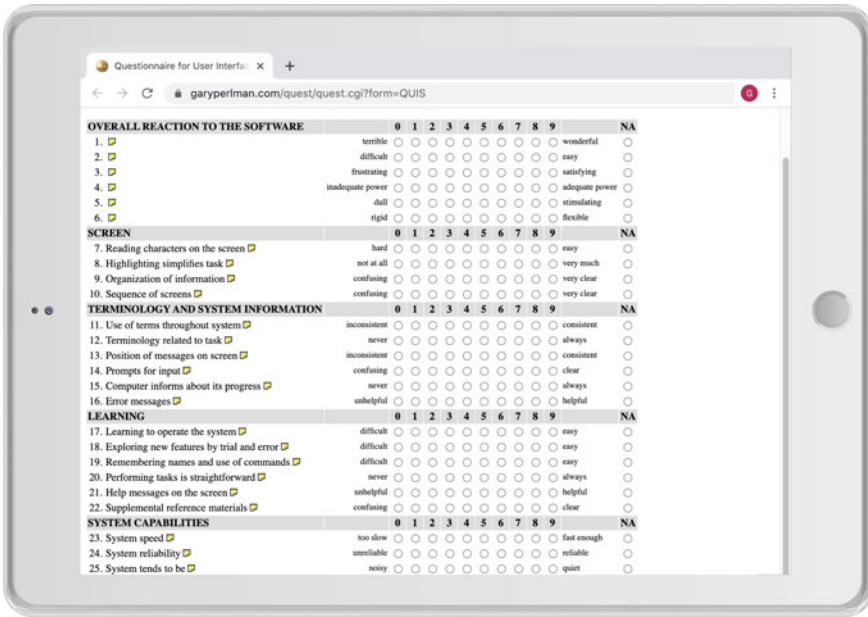 Questionnaire for User Interfac × +
garyperlman.com/quest/quest.cgi?form=QUIS G
OVERALL REACTION TO THE SOFTWARE 0 1 2 3 4 5 6 7 8 9 NA
1. terrible wonderful
2. difficult easy
3. frustrating satisfying
4. inadequate power adequate power
5. dull stimulating
6. rigid flexible
SCREEN 0 1 2 3 4 5 6 7 8 9 NA
7. Reading characters on the screen hard easy
8. Highlighting simplifies task not at all very much
9. Organization of information confusing very clear
10. Sequence of screens confusing very clear
TERMINOLOGY AND SYSTEM INFORMATION 0 1 2 3 4 5 6 7 8 9 NA
11. Use of terms throughout system inconsistent consistent
12. Terminology related to task never always
13. Position of messages on screen inconsistent consistent
14. Prompts for input confusing clear
15. Computer informs about its progress never always
16. Error messages unhelpful helpful
LEARNING 0 1 2 3 4 5 6 7 8 9 NA
17. Learning to operate the system difficult easy
18. Exploring new features by trial and error difficult easy
19. Remembering names and use of commands difficult easy
20. Performing tasks is straightforward never always
21. Help messages on the screen unhelpful helpful
22. Supplemental reference materials confusing clear
SYSTEM CAPABILITIES 0 1 2 3 4 5 6 7 8 9 NA
23. System speed too slow fast enough
24. System reliability unreliable reliable
25. System tends to be noisy quiet